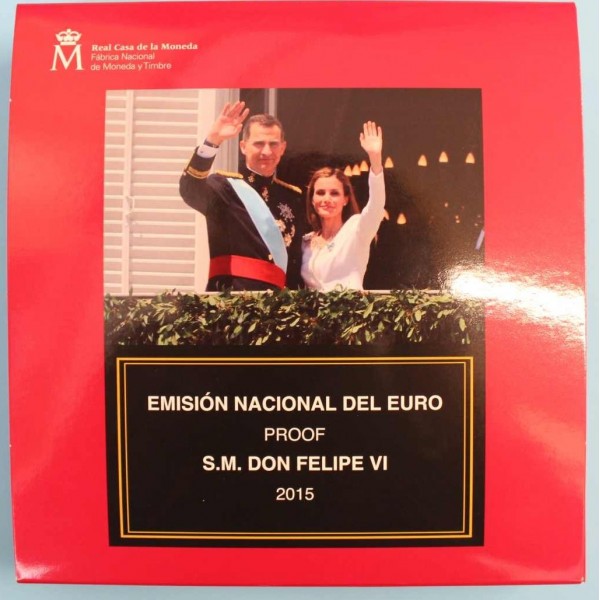 M
Real Casa de la Moneda
Fábrica Nacional
de Moneda y Timbre
EMISIÓN NACIONAL DEL EURO
PROOF
S.M. DON FELIPE VI
2015